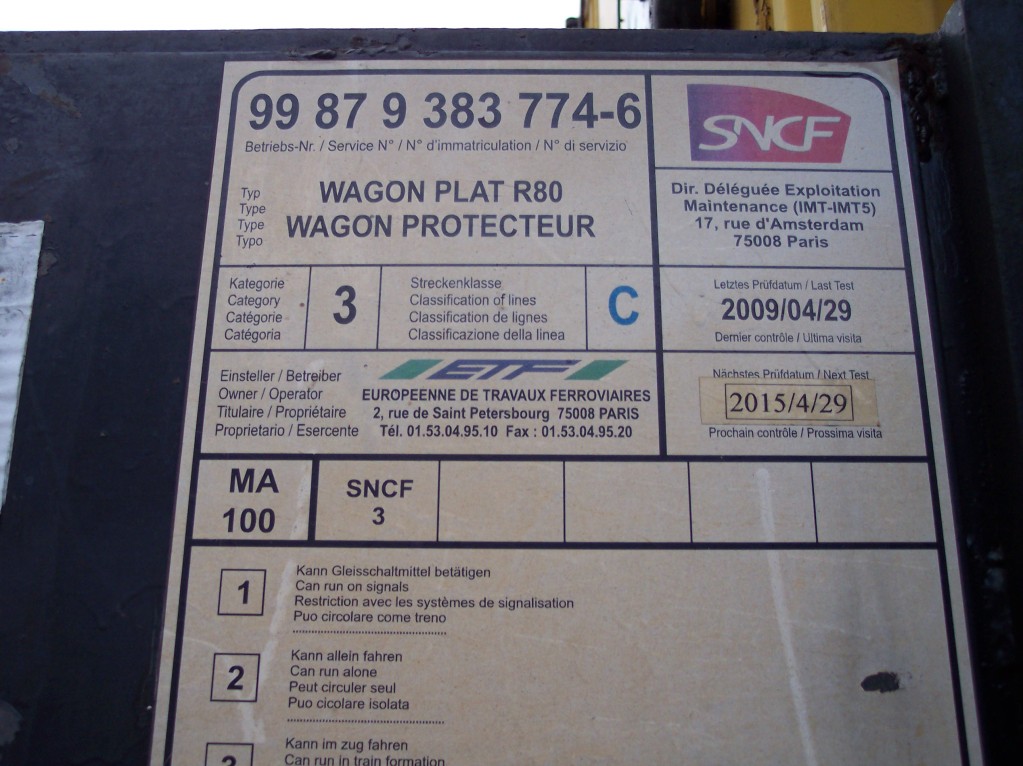 99 87 9 383 774-6
Betriebs-Nr. / Service N° / N° d'immatriculation / N° di servizio
Typ
Type
Type
Typo
WAGON PLAT R80
WAGON PROTECTEUR
SNCF
Dir. Déléguée Exploitation
Maintenance (IMT-IMT5)
17, rue d'Amsterdam
75008 Paris
Kategorie
Category
Catégorie
Catégoria
3
Streckenklasse
Classification of lines
Classification de lignes
Classificazione della linea
C
Letztes Prüfdatum / Last Test
2009/04/29
Dernier contrôle / Ultima visita
Einsteller / Betreiber
Owner / Operator
Titulaire / Propriétaire
Proprietario / Esercente
ETF
EUROPEENNE DE TRAVAUX FERROVIAIRES
2, rue de Saint Petersbourg 75008 PARIS
Tél. 01.53.04.95.10 Fax : 01.53.04.95.20
Nächstes Prüfdatum / Next Test
2015/4/29
Prochain contrôle / Prossima visita
MA
100
SNCF
3
1
Kann Gleisschaltmittel betätigen
Can run on signals
Restriction avec les systèmes de signalisation
Puo circolare come treno
2
Kann allein fahren
Can run alone
Peut circuler seul
Puo cicolare isolata
3
Kann im zug fahren
Can run in train formation